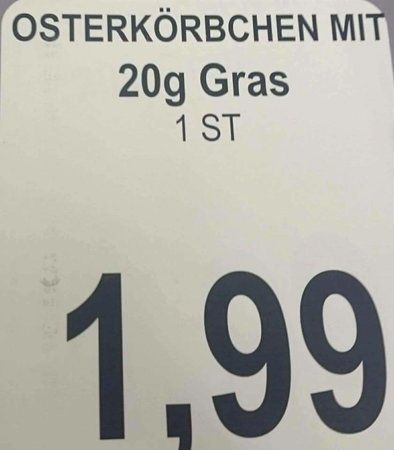 OSTERKÖRBCHEN MIT
20g Gras
1 ST
1,99